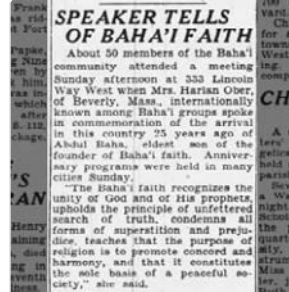 SPEAKER TELLS
OF BAHA'I FAITH
About 50 members of the Baha'i
community attended a meeting
Sunday afternoon at 333 Lincoln
Way West when Mrs. Harlan Ober,
of Beverly, Mass., internationally
known among Baha'i groups spoke
in commemoration of the arrival
in this country 25 years ago of
Abdul Baha, eldest son of the
founder of Baha'i faith. Anniver-
sary programs were held in many
cities Sunday.
"The Baha'i faith recognizes the
unity of God and of His prophets,
upholds the principle of unfettered
search of truth, condemns all
forms of superstition and preju-
dice, teaches that the purpose of
religion is to promote concord and
harmony, and that it constitutes
the sole basis of a peaceful so-
ciety," she said.